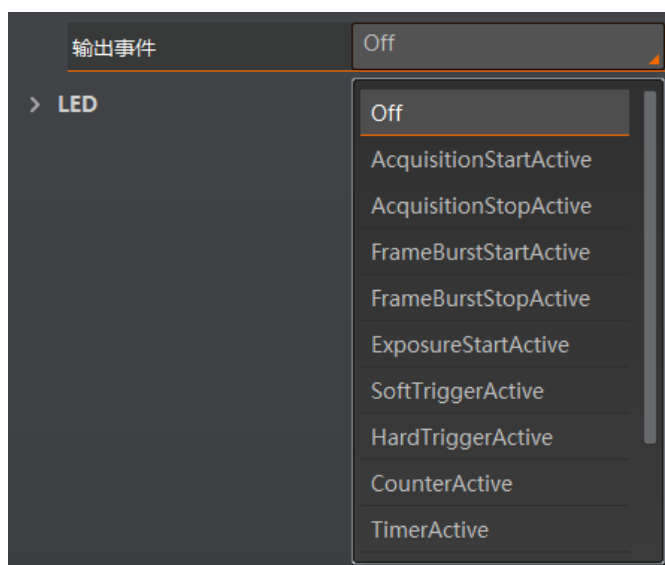 输出事件 Off
LED
Off
AcquisitionStartActive
AcquisitionStopActive
FrameBurstStartActive
FrameBurstStopActive
ExposureStartActive
SoftTriggerActive
HardTriggerActive
CounterActive
TimerActive